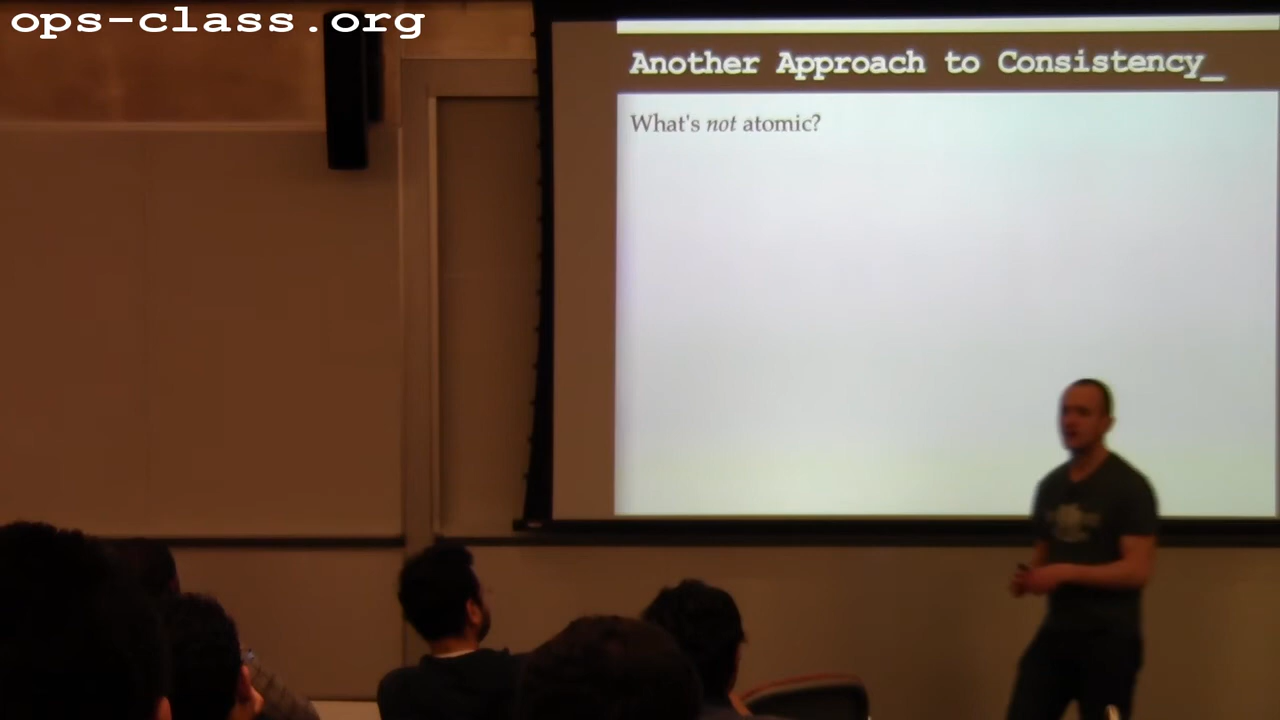 ops-class.org
Another Approach to Consistency_
What's not atomic?